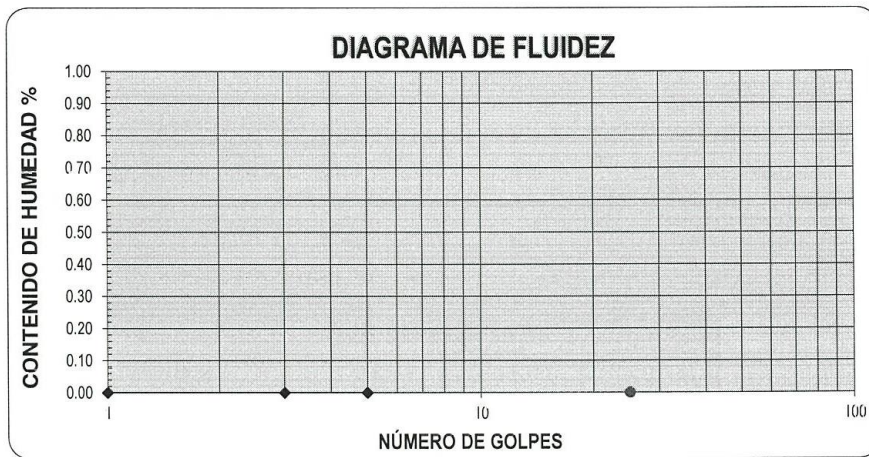 DIAGRAMA DE FLUIDEZ
CONTENIDO DE HUMEDAD %
1.00
0.90
0.80
0.70
0.60
0.50
0.40
0.30
0.20
0.10
0.00
1 10 100
NÚMERO DE GOLPES